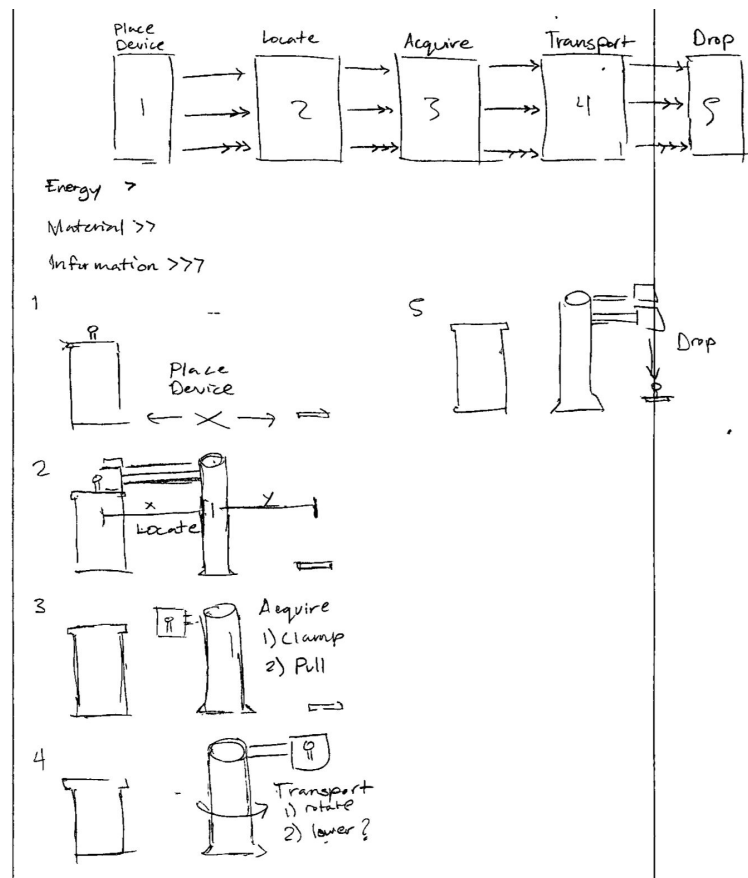 Place
Device
Locate
Acquire
Transport
Drop
1
2
3
4
5
Energy >
Material >>
Information >>>
1
Place
Device
2
x
y
Locate
3
Acquire
1) Clamp
2) Pull
4
Transport
1) rotate
2) lower?
5
Drop